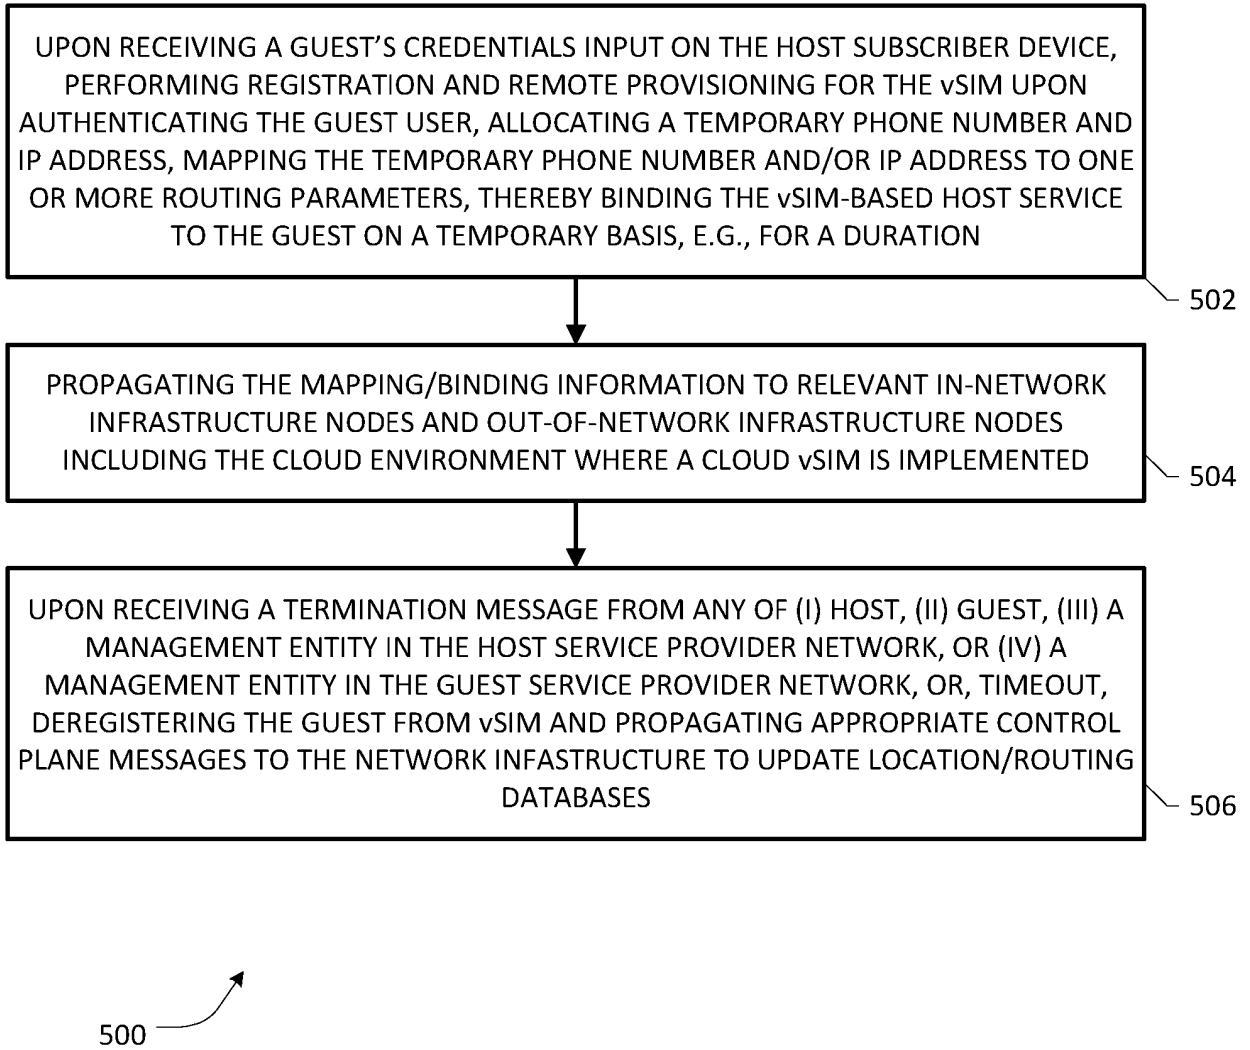 UPON RECEIVING A GUEST’S CREDENTIALS INPUT ON THE HOST SUBSCRIBER DEVICE,
PERFORMING REGISTRATION AND REMOTE PROVISIONING FOR THE vSIM UPON
AUTHENTICATING THE GUEST USER, ALLOCATING A TEMPORARY PHONE NUMBER AND
IP ADDRESS, MAPPING THE TEMPORARY PHONE NUMBER AND/OR IP ADDRESS TO ONE
OR MORE ROUTING PARAMETERS, THEREBY BINDING THE vSIM-BASED HOST SERVICE
TO THE GUEST ON A TEMPORARY BASIS, E.G., FOR A DURATION
502
PROPAGATING THE MAPPING/BINDING INFORMATION TO RELEVANT IN-NETWORK
INFRASTRUCTURE NODES AND OUT-OF-NETWORK INFRASTRUCTURE NODES
INCLUDING THE CLOUD ENVIRONMENT WHERE A CLOUD vSIM IS IMPLEMENTED
504
UPON RECEIVING A TERMINATION MESSAGE FROM ANY OF (I) HOST, (II) GUEST, (III) A
MANAGEMENT ENTITY IN THE HOST SERVICE PROVIDER NETWORK, OR (IV) A
MANAGEMENT ENTITY IN THE GUEST SERVICE PROVIDER NETWORK, OR, TIMEOUT,
DEREGISTERING THE GUEST FROM vSIM AND PROPAGATING APPROPRIATE CONTROL
PLANE MESSAGES TO THE NETWORK INFASTRUCTURE TO UPDATE LOCATION/ROUTING
DATABASES
506
500